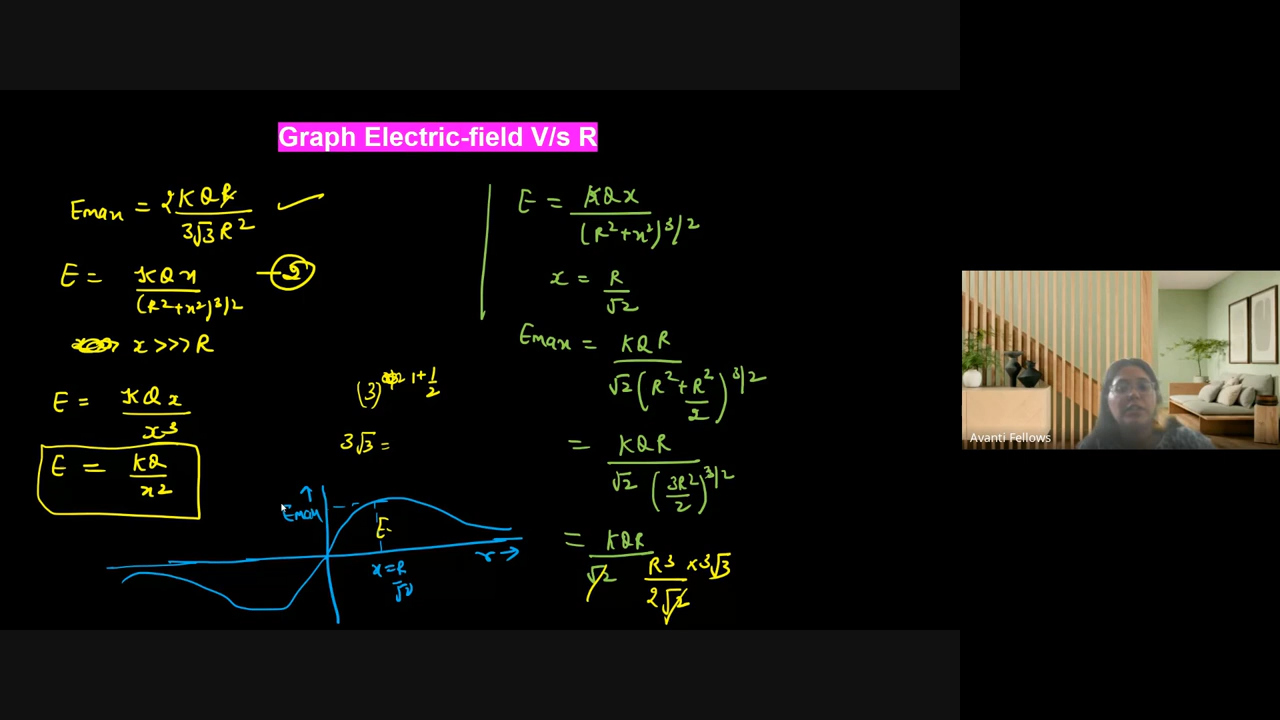 Graph Electric-field V/s R
Emax = 2KQR / 3√3 R²
E = KQx / (R²+x²)^3/2 —②
x >>> R
E = KQx / x³
E = KQ / x²
(3)^1+1/2
3√3 =
Emax
E
x = R/√2
r →
E = KQx / (R²+x²)^3/2
x = R/√2
Emax = KQR / √2 (R²+R²/2)^3/2
= KQR / √2 (3R²/2)^3/2
= KQR / √2 R³ × 3√3 / 2√2
Avanti Fellows